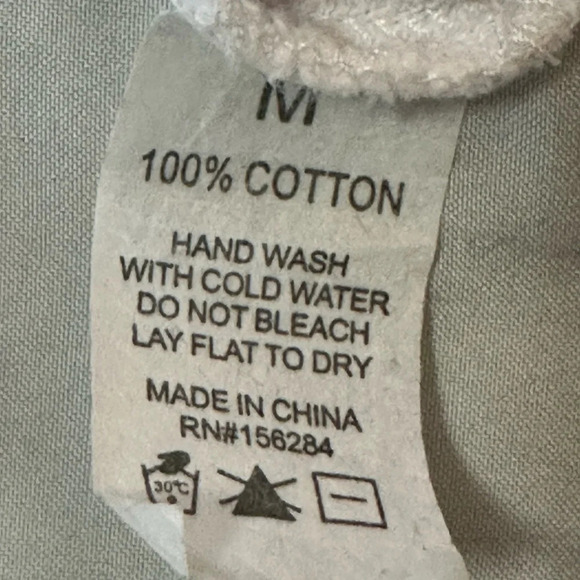 M
100% COTTON
HAND WASH
WITH COLD WATER
DO NOT BLEACH
LAY FLAT TO DRY
MADE IN CHINA
RN#156284
30°C